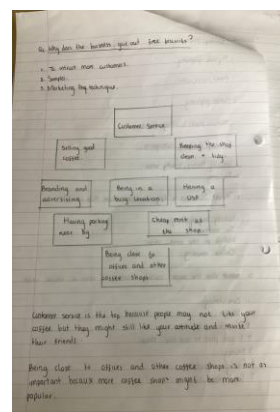 Q: Why does the business give out free biscuits?
1. To attract more customers.
2. Samples.
3. Marketing technique.
Customer service
Selling good
coffee.
Keeping the shop
clean + tidy
Branding and
advertising
Being in a
busy location
Having a
USP
Having parking
near by
Cheap rent at
the shop
Being close to
offices and other
coffee shops.
Customer service is the top because people may not like your
coffee but they might still like your attitude and
their friends.
Being close to offices and other coffee shops is not as
important because more coffee shops might be more
popular.